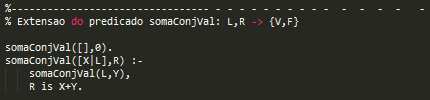 %--------------------------------- - - - - - - - - - -   -
% Extensao do predicado somaConjVal: L,R -> {V,F}
somaConjVal([],0).
somaConjVal([X|L],R) :-
    somaConjVal(L,Y),
    R is X+Y.